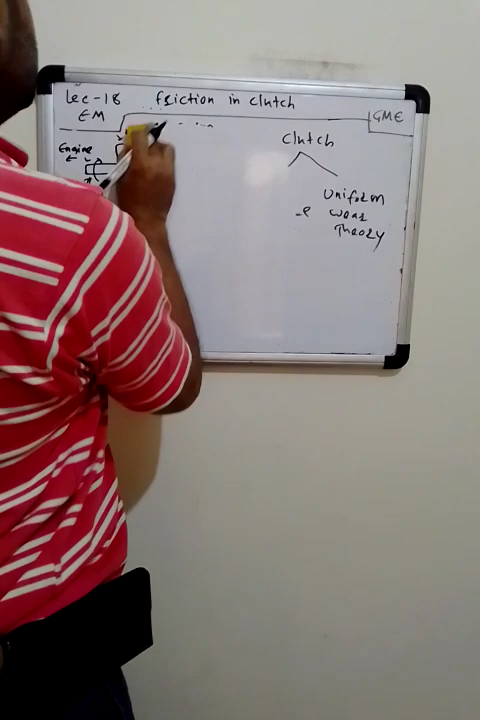 Lec-18 Friction in Clutch
EM
GME
Engine
Clutch
Uniform
wear
Theory